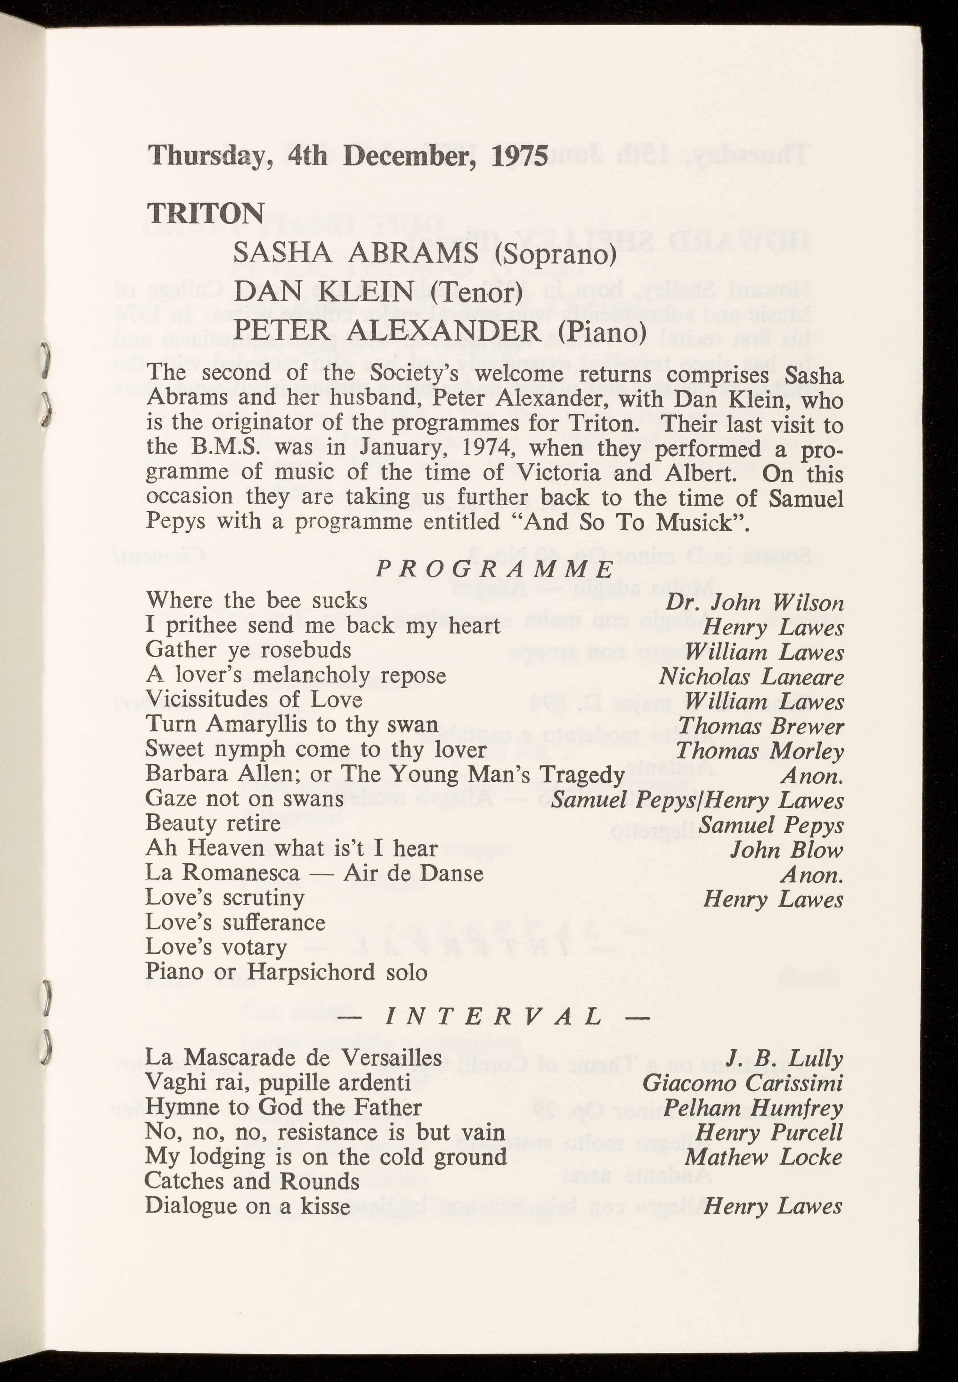 Thursday, 4th December, 1975
TRITON
SASHA ABRAMS (Soprano)
DAN KLEIN (Tenor)
PETER ALEXANDER (Piano)
The second of the Society's welcome returns comprises Sasha
Abrams and her husband, Peter Alexander, with Dan Klein, who
is the originator of the programmes for Triton. Their last visit to
the B.M.S. was in January, 1974, when they performed a pro-
gramme of music of the time of Victoria and Albert. On this
occasion they are taking us further back to the time of Samuel
Pepys with a programme entitled "And So To Musick".
PROGRAMME
Where the bee sucks Dr. John Wilson
I prithee send me back my heart Henry Lawes
Gather ye rosebuds William Lawes
A lover's melancholy repose Nicholas Laneare
Vicissitudes of Love William Lawes
Turn Amaryllis to thy swan Thomas Brewer
Sweet nymph come to thy lover Thomas Morley
Barbara Allen; or The Young Man's Tragedy Anon.
Gaze not on swans Samuel Pepys/Henry Lawes
Beauty retire Samuel Pepys
Ah Heaven what is't I hear John Blow
La Romanesca — Air de Danse Anon.
Love's scrutiny Henry Lawes
Love's sufferance
Love's votary
Piano or Harpsichord solo
— INTERVAL —
La Mascarade de Versailles J. B. Lully
Vaghi rai, pupille ardenti Giacomo Carissimi
Hymne to God the Father Pelham Humfrey
No, no, no, resistance is but vain Henry Purcell
My lodging is on the cold ground Mathew Locke
Catches and Rounds
Dialogue on a kisse Henry Lawes